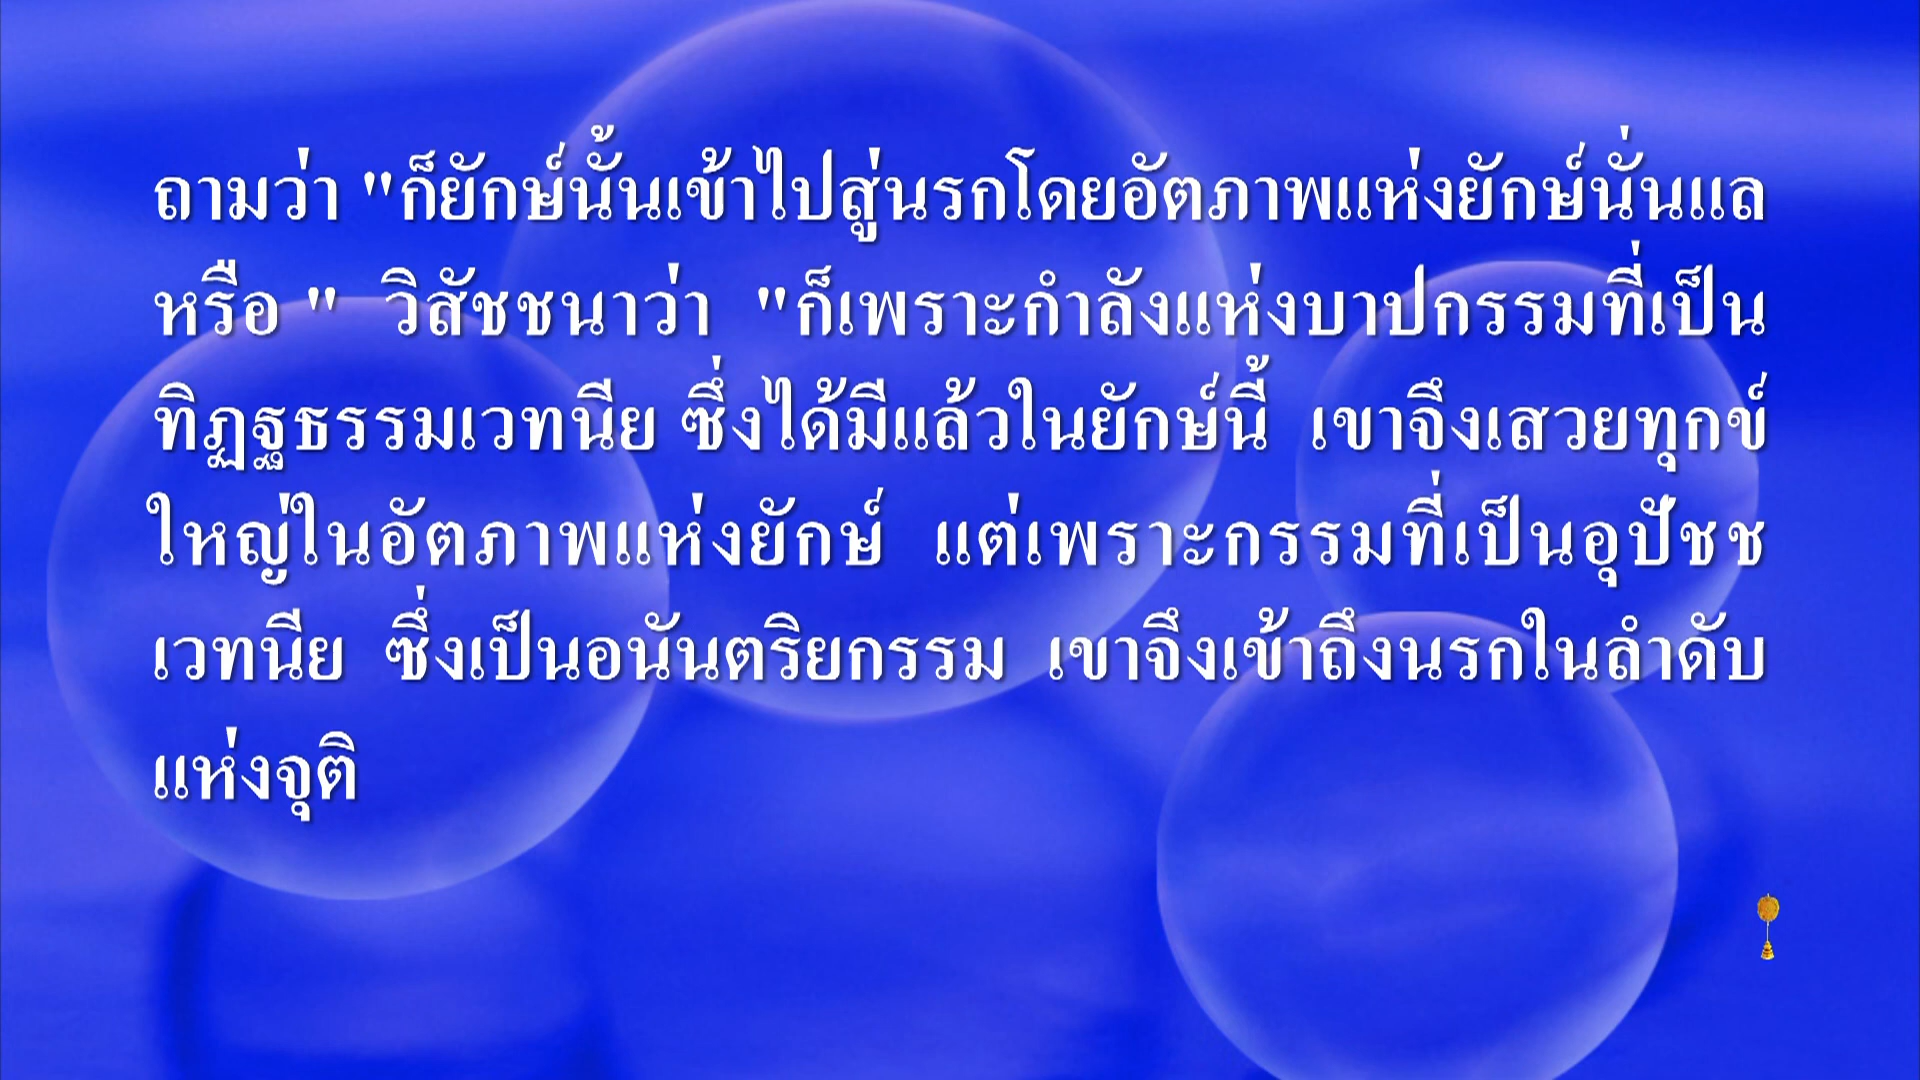 ถามว่า "ก็ยักษ์นั้นเข้าไปสู่นรกโดยอัตภาพแห่งยักษ์นั่นแล
หรือ " วิสัชชนาว่า "ก็เพราะกำลังแห่งบาปกรรมที่เป็น
ทิฏฐธรรมเวทนีย ซึ่งได้มีแล้วในยักษ์นี้ เขาจึงเสวยทุกข์
ใหญ่ในอัตภาพแห่งยักษ์ แต่เพราะกรรมที่เป็นอุปัชช
เวทนีย ซึ่งเป็นอนันตริยกรรม เขาจึงเข้าถึงนรกในลำดับ
แห่งจุติ